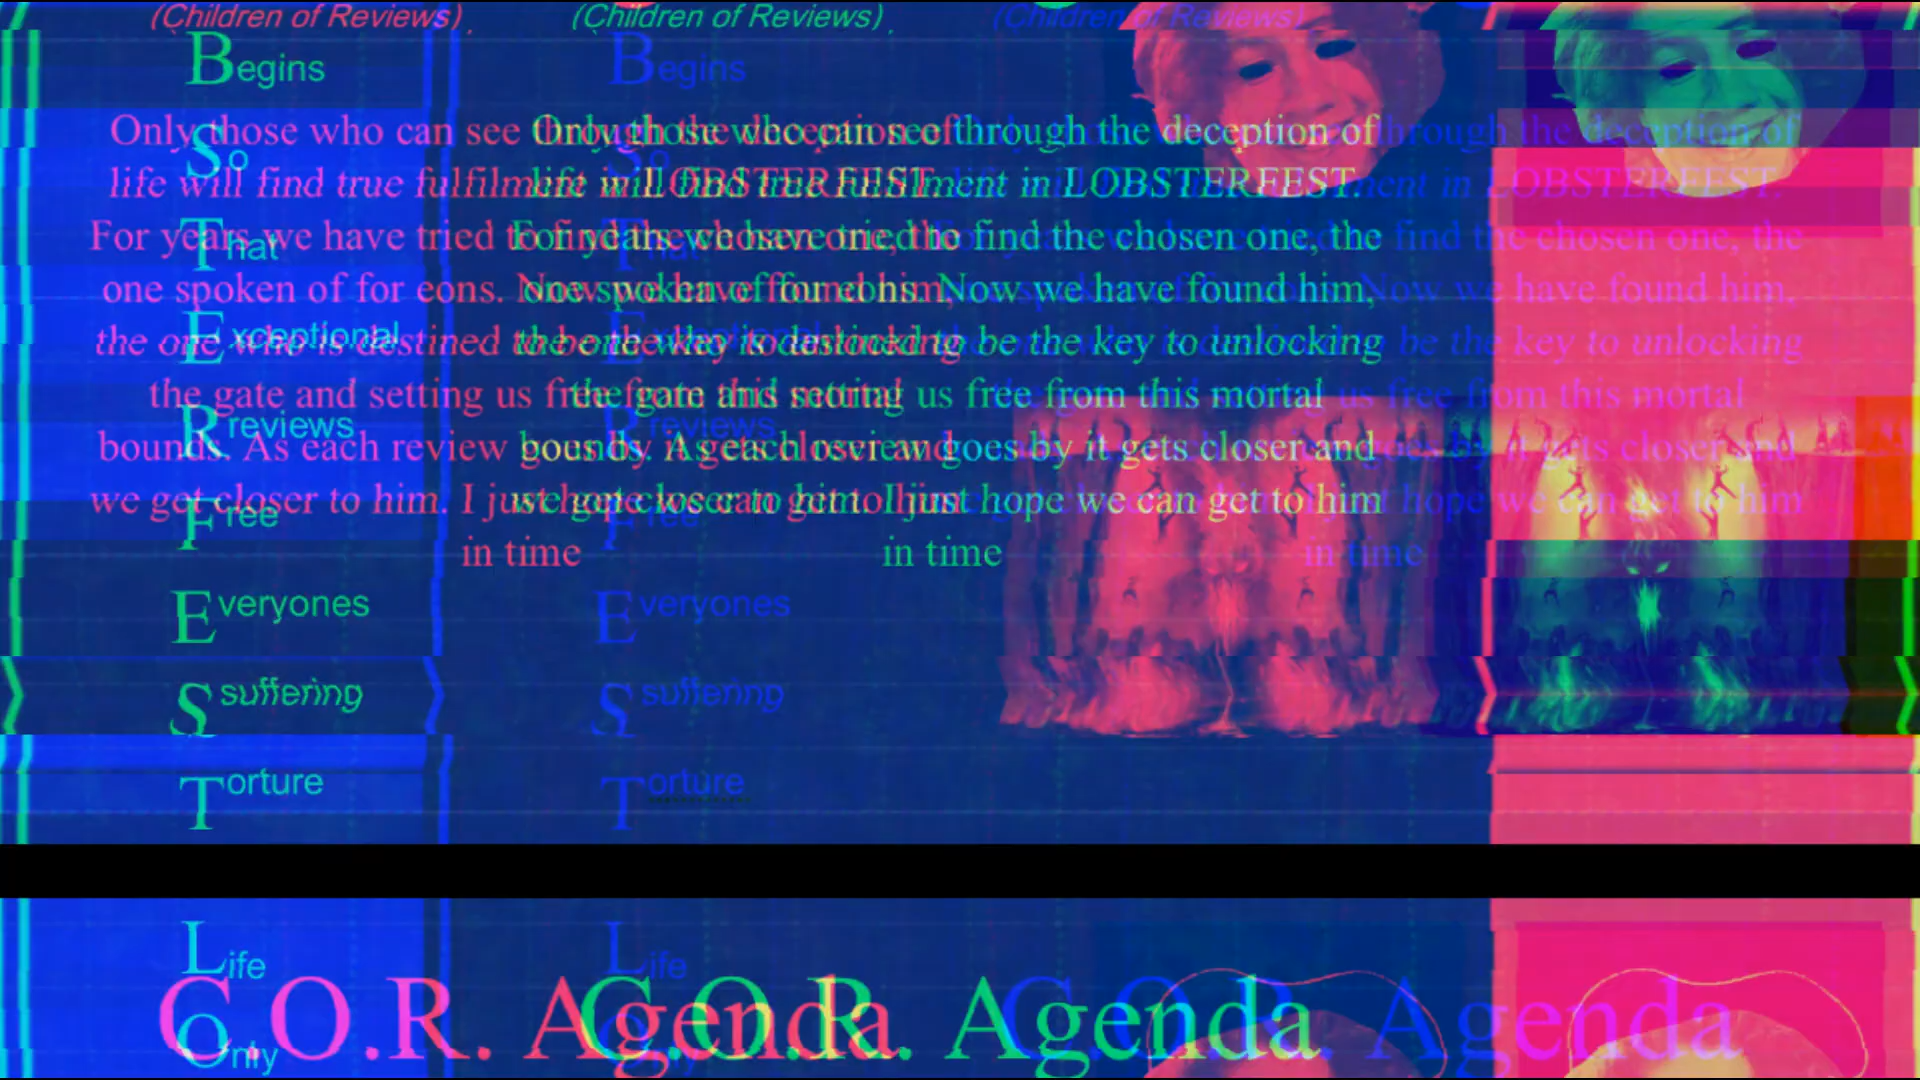 (Children of Reviews)
Begins
So
That
Exceptional
Rreviews
Free
Everyones
Ssuffering
Torture
Only those who can see through the deception of
life will find true fulfilment in LOBSTERFEST.
For years we have tried to find the chosen one, the
one spoken of for eons. Now we have found him,
the one who is destined to be the key to unlocking
the gate and setting us free from this mortal
bounds. As each review goes by it gets closer and
we get closer to him. I just hope we can get to him
in time
Life
Only
C.O.R. Agenda